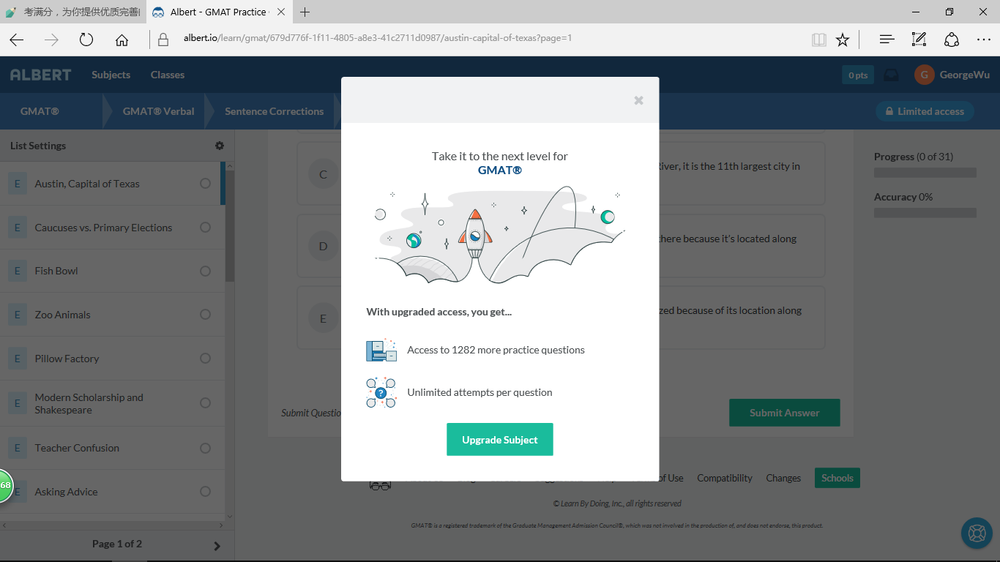 考满分，为你提供优质完善
Albert - GMAT Practice
albert.io/learn/gmat/679d776f-1f11-4805-a8e3-41c2711d0987/austin-capital-of-texas?page=1
ALBERT Subjects Classes 0 pts G GeorgeWu
GMAT® GMAT® Verbal Sentence Corrections Limited access
List Settings
E Austin, Capital of Texas
E Caucuses vs. Primary Elections
E Fish Bowl
E Zoo Animals
E Pillow Factory
E Modern Scholarship and
Shakespeare
E Teacher Confusion
E Asking Advice
68
Page 1 of 2
C
River, it is the 11th largest city in
D
there because it's located along
E
zed because of its location along
Submit Questio
Submit Answer
Progress (0 of 31)
Accuracy 0%
Take it to the next level for
GMAT®
With upgraded access, you get...
Access to 1282 more practice questions
?
Unlimited attempts per question
Upgrade Subject
of Use Compatibility Changes Schools
© Learn By Doing, Inc., all rights reserved
GMAT® is a registered trademark of the Graduate Management Admission Council®, which was not involved in the production of, and does not endorse, this product.